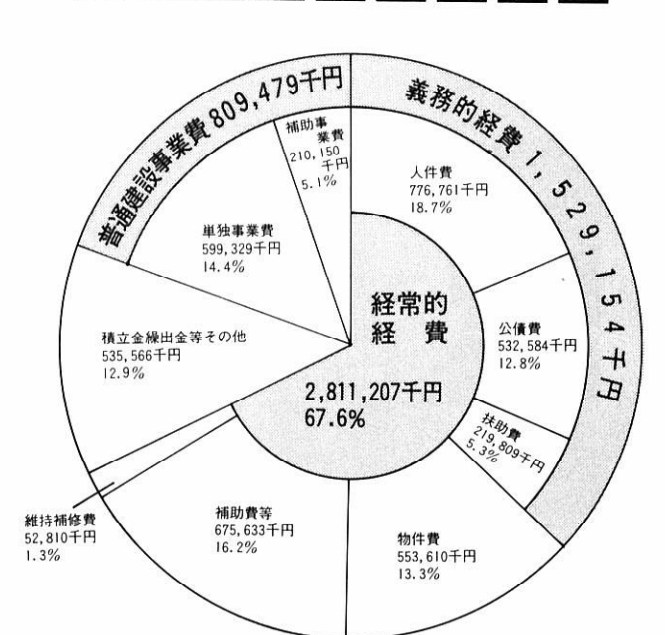 普通建設事業費 809,479千円
義務的経費 1,529,154千円
補助事
業費
210,150
千円
5.1%
人件費
776,761千円
18.7%
単独事業費
599,329千円
14.4%
経常的
経費
2,811,207千円
67.6%
公債費
532,584千円
12.8%
積立金繰出金等その他
535,566千円
12.9%
扶助費
219,809千円
5.3%
維持補修費
52,810千円
1.3%
補助費等
675,633千円
16.2%
物件費
553,610千円
13.3%